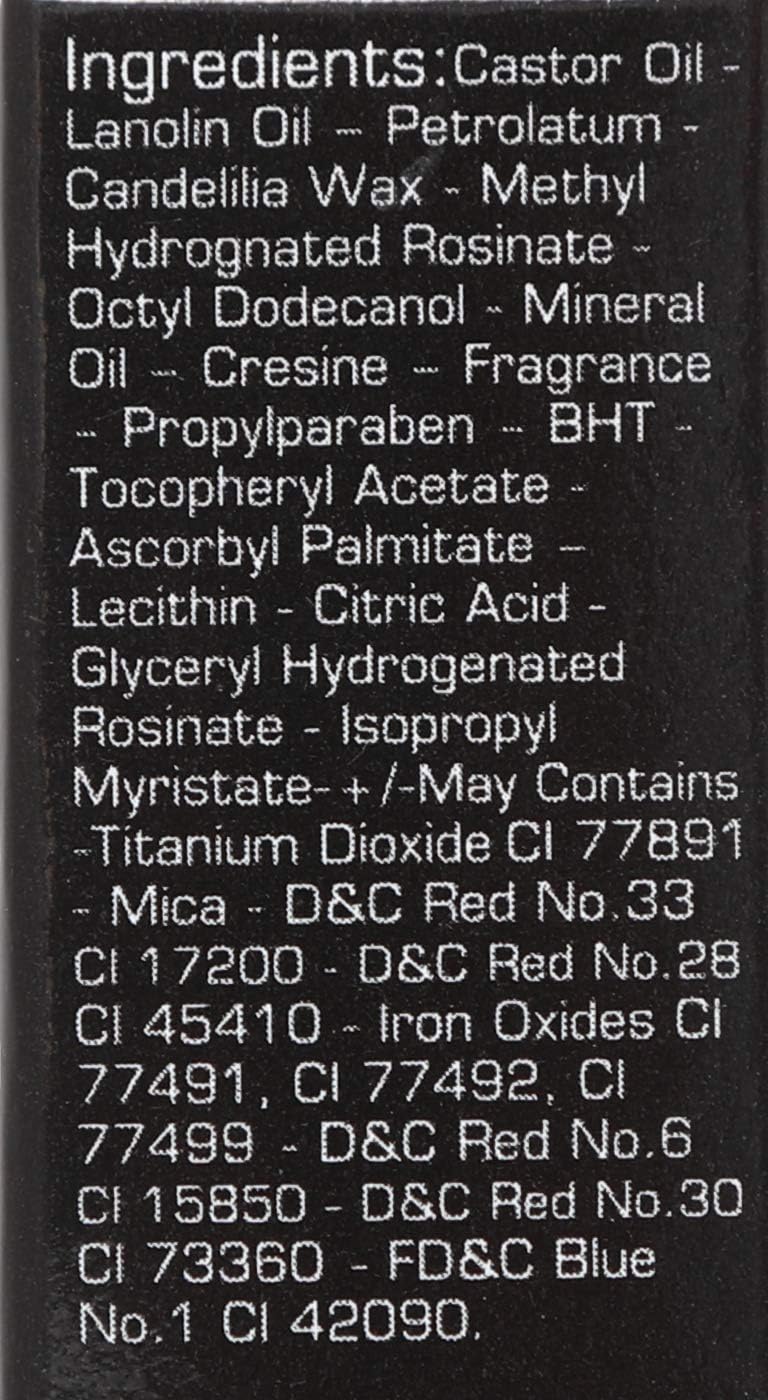 Ingredients:Castor Oil -
Lanolin Oil - Petrolatum -
Candelilia Wax - Methyl
Hydrognated Rosinate -
Octyl Dodecanol - Mineral
Oil - Cresine - Fragrance
- Propylparaben - BHT -
Tocopheryl Acetate -
Ascorbyl Palmitate -
Lecithin - Citric Acid -
Glyceryl Hydrogenated
Rosinate - Isopropyl
Myristate- +/-May Contains
-Titanium Dioxide CI 77891
- Mica - D&C Red No.33
CI 17200 - D&C Red No.28
CI 45410 - Iron Oxides CI
77491, CI 77492, CI
77499 - D&C Red No.6
CI 15850 - D&C Red No.30
CI 73360 - FD&C Blue
No.1 CI 42090.